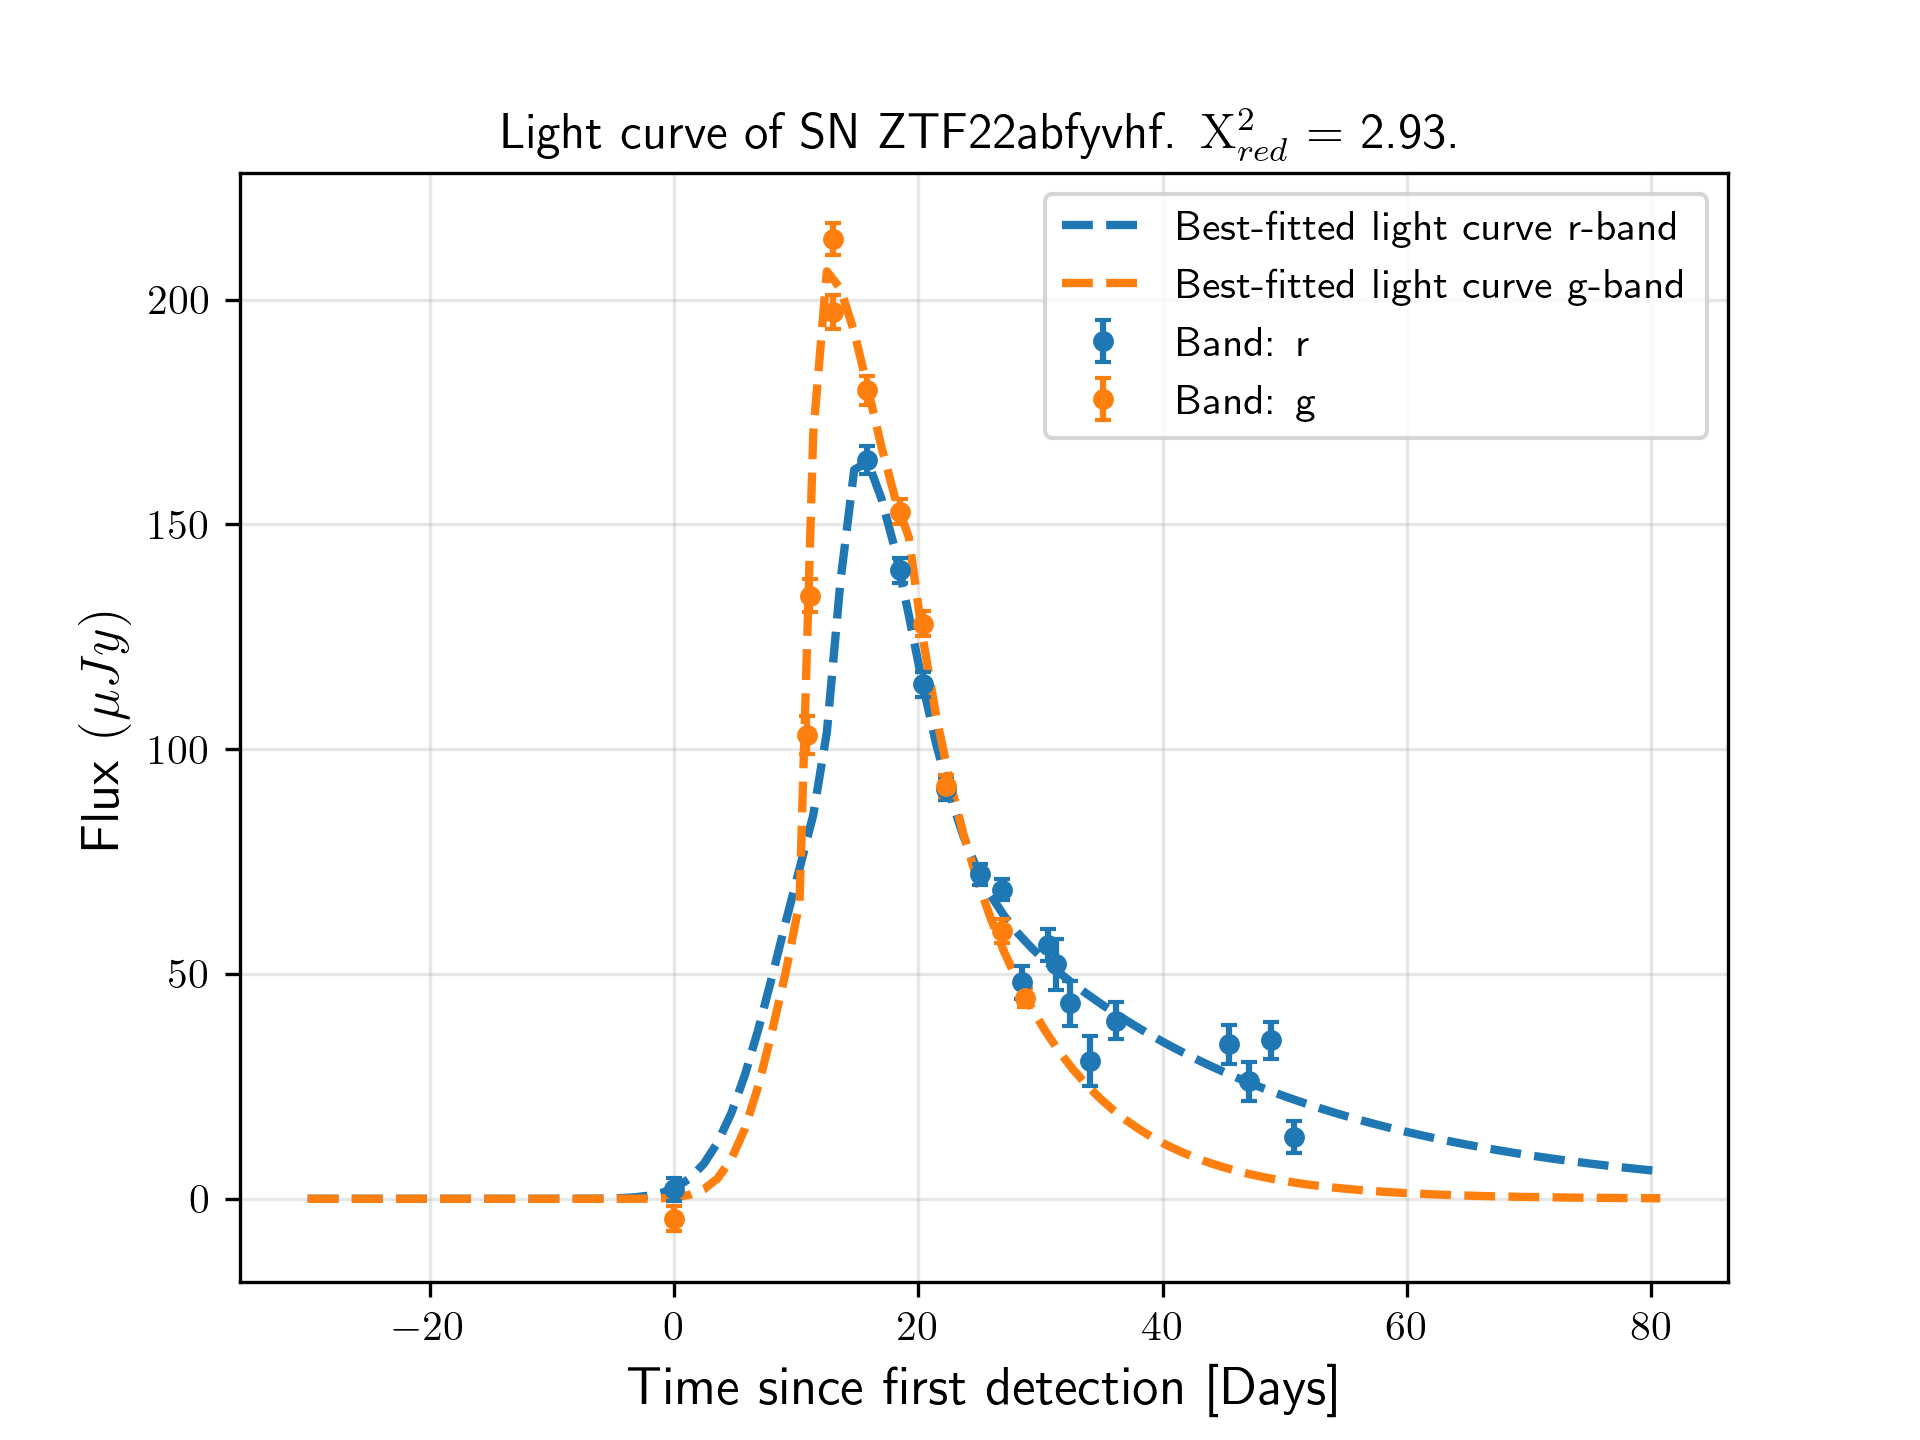 Light curve of SN ZTF22abfyvhf. X²_red = 2.93.
Best-fitted light curve r-band
Best-fitted light curve g-band
Band: r
Band: g
200
150
100
50
0
Flux (μJy)
−20 0 20 40 60 80
Time since first detection [Days]